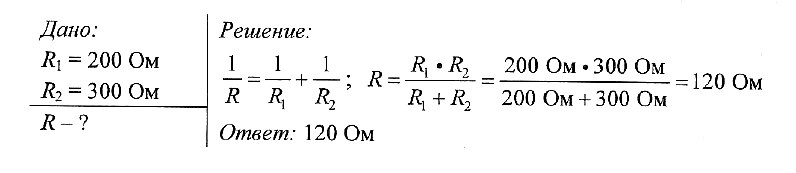 Дано:
R₁ = 200 Ом
R₂ = 300 Ом
R – ?
Решение:
1/R = 1/R₁ + 1/R₂ ; R = (R₁ • R₂)/(R₁ + R₂) = (200 Ом • 300 Ом)/(200 Ом + 300 Ом) = 120 Ом
Ответ: 120 Ом